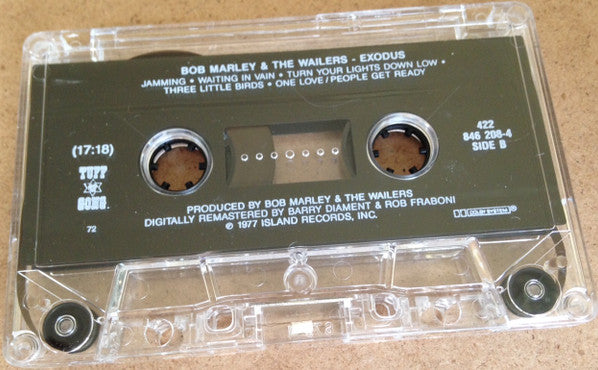 BOB MARLEY & THE WAILERS - EXODUS
JAMMING • WAITING IN VAIN • TURN YOUR LIGHTS DOWN LOW •
THREE LITTLE BIRDS • ONE LOVE/PEOPLE GET READY
(17:18)
TUFF
GONG
72
422
846 208-4
SIDE B
PRODUCED BY BOB MARLEY & THE WAILERS
DIGITALLY REMASTERED BY BARRY DIAMENT & ROB FRABONI
℗ 1977 ISLAND RECORDS, INC.
DOLBY SYSTEM®